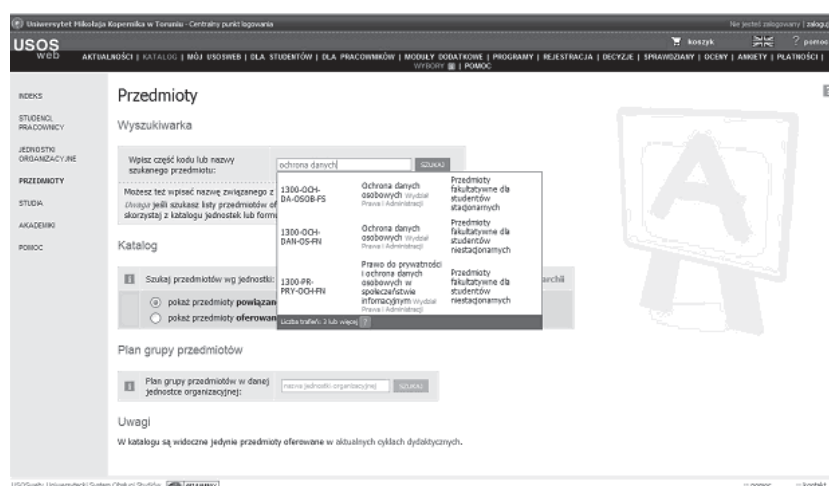 Uniwersytet Mikołaja Kopernika w Toruniu - Centralny punkt logowania
Nie jesteś zalogowany | zaloguj
USOS
web
koszyk
? pomoc
AKTUALNOŚCI | KATALOG | MÓJ USOSWEB | DLA STUDENTÓW | DLA PRACOWNIKÓW | MODUŁY DODATKOWE | PROGRAMY | REJESTRACJA | DECYZJE | SPRAWDZIANY | OCENY | ANKIETY | PŁATNOŚCI |
WYBORY | POMOC
INDEKS
STUDENCI,
PRACOWNICY
JEDNOSTKI
ORGANIZACYJNE
PRZEDMIOTY
STUDIA
AKADEMIKI
POMOC
Przedmioty
Wyszukiwarka
Wpisz część kodu lub nazwy
szukanego przedmiotu:
ochrona danych
SZUKAJ
Możesz też wpisać nazwę związanego z
Uwaga jeśli szukasz listy przedmiotów of
skorzystaj z katalogu jednostek lub formu
1300-OCH-
DA-OSOB-FS
Ochrona danych
osobowych Wydział
Prawa i Administracji
Przedmioty
fakultatywne dla
studentów
stacjonarnych
1300-OCH-
DAN-OS-FN
Ochrona danych
osobowych Wydział
Prawa i Administracji
Przedmioty
fakultatywne dla
studentów
niestacjonarnych
1300-PR-
PRY-OCH-FN
Prawo do prywatności
i ochrona danych
osobowych w
społeczeństwie
informacyjnym Wydział
Prawa i Administracji
Przedmioty
fakultatywne dla
studentów
niestacjonarnych
Liczba trafień: 3 lub więcej ?
Katalog
Szukaj przedmiotów wg jednostki:
archii
pokaż przedmioty powiązan
pokaż przedmioty oferowan
Plan grupy przedmiotów
Plan grupy przedmiotów w danej
jednostce organizacyjnej:
nazwa jednostki organizacyjnej
SZUKAJ
Uwagi
W katalogu są widoczne jedynie przedmioty oferowane w aktualnych cyklach dydaktycznych.
pomoc
kontakt